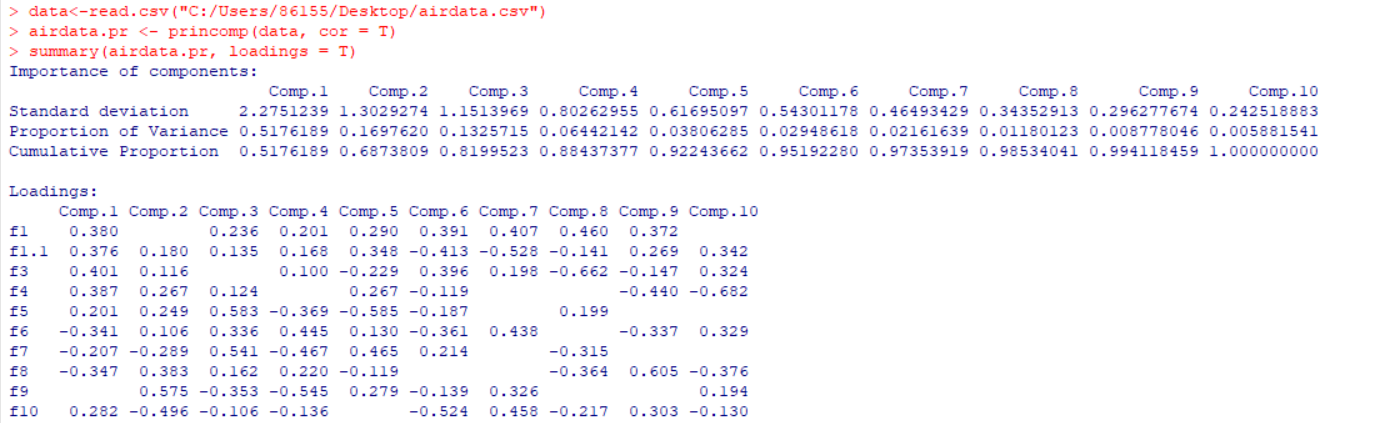 > data<-read.csv("C:/Users/86155/Desktop/airdata.csv")
> airdata.pr <- princomp(data, cor = T)
> summary(airdata.pr, loadings = T)
Importance of components:
                          Comp.1    Comp.2    Comp.3     Comp.4     Comp.5     Comp.6     Comp.7     Comp.8      Comp.9     Comp.10
Standard deviation     2.2751239 1.3029274 1.1513969 0.80262955 0.61695097 0.54301178 0.46493429 0.34352913 0.296277674 0.242518883
Proportion of Variance 0.5176189 0.1697620 0.1325715 0.06442142 0.03806285 0.02948618 0.02161639 0.01180123 0.008778046 0.005881541
Cumulative Proportion  0.5176189 0.6873809 0.8199523 0.88437377 0.92243662 0.95192280 0.97353919 0.98534041 0.994118459 1.000000000
Loadings:
     Comp.1 Comp.2 Comp.3 Comp.4 Comp.5 Comp.6 Comp.7 Comp.8 Comp.9 Comp.10
f1    0.380         0.236  0.201  0.290  0.391  0.407  0.460  0.372
f1.1  0.376  0.180  0.135  0.168  0.348 -0.413 -0.528 -0.141  0.269  0.342
f3    0.401  0.116         0.100 -0.229  0.396  0.198 -0.662 -0.147  0.324
f4    0.387  0.267  0.124         0.267 -0.119               -0.440 -0.682
f5    0.201  0.249  0.583 -0.369 -0.585 -0.187         0.199
f6   -0.341  0.106  0.336  0.445  0.130 -0.361  0.438        -0.337  0.329
f7   -0.207 -0.289  0.541 -0.467  0.465  0.214        -0.315
f8   -0.347  0.383  0.162  0.220 -0.119               -0.364  0.605 -0.376
f9           0.575 -0.353 -0.545  0.279 -0.139  0.326                0.194
f10   0.282 -0.496 -0.106 -0.136        -0.524  0.458 -0.217  0.303 -0.130